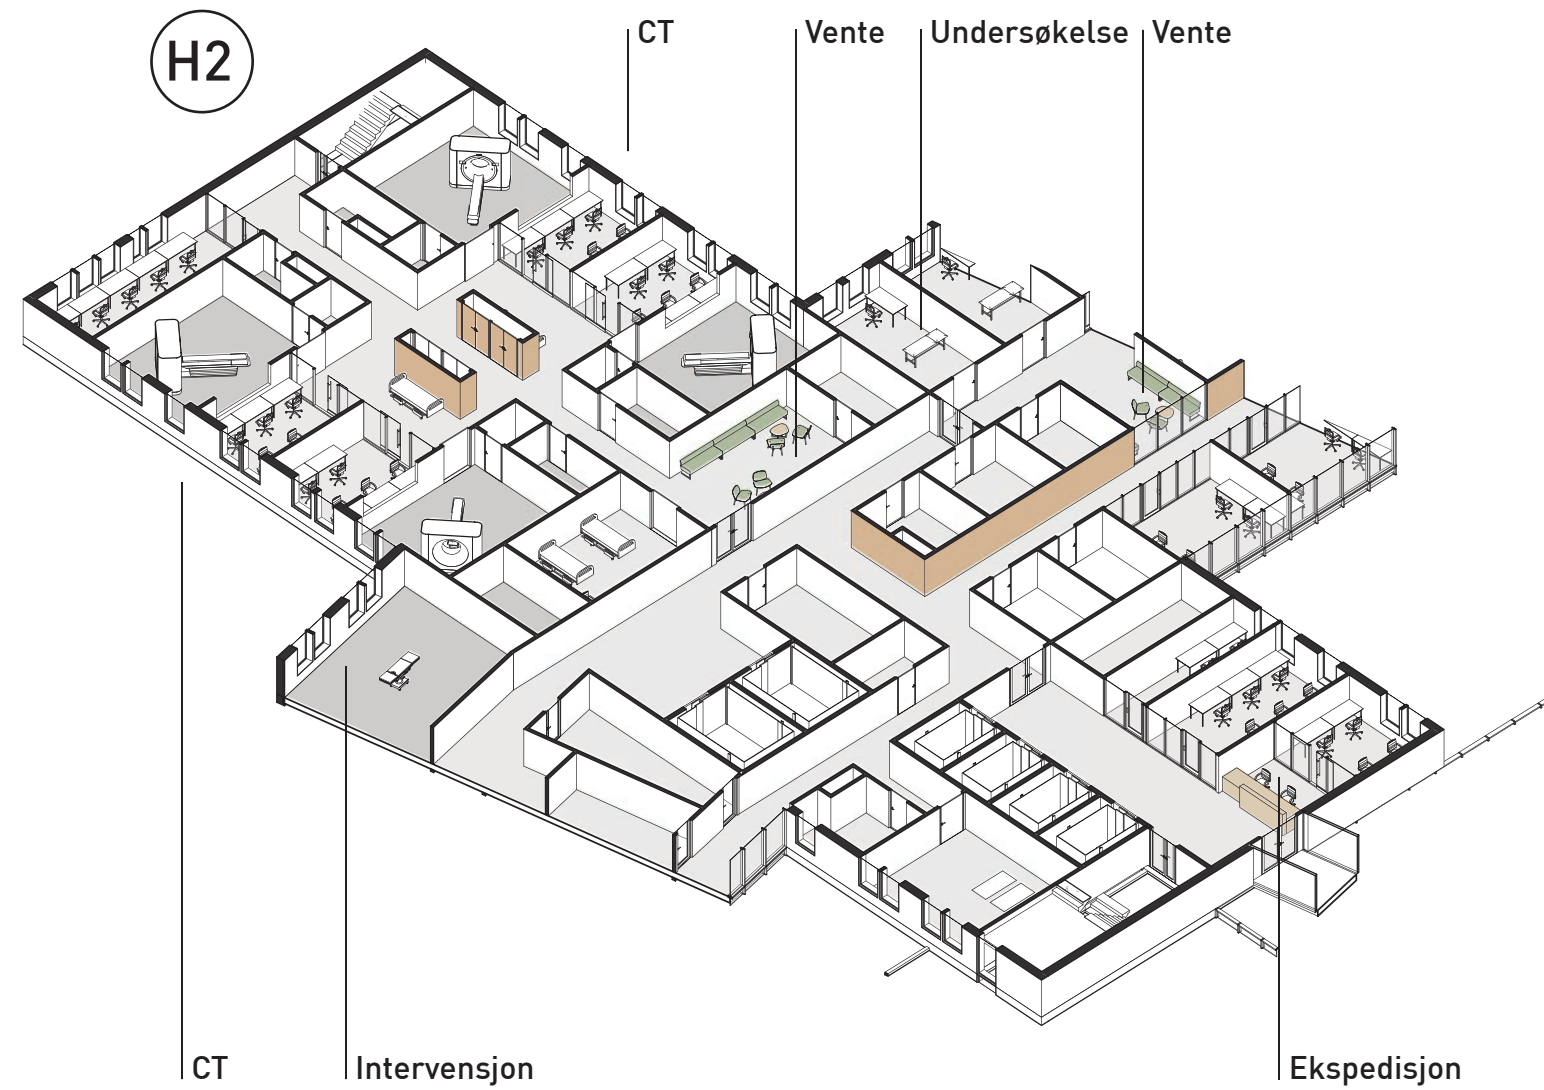 H2
CT
Vente
Undersøkelse
Vente
CT
Intervensjon
Ekspedisjon